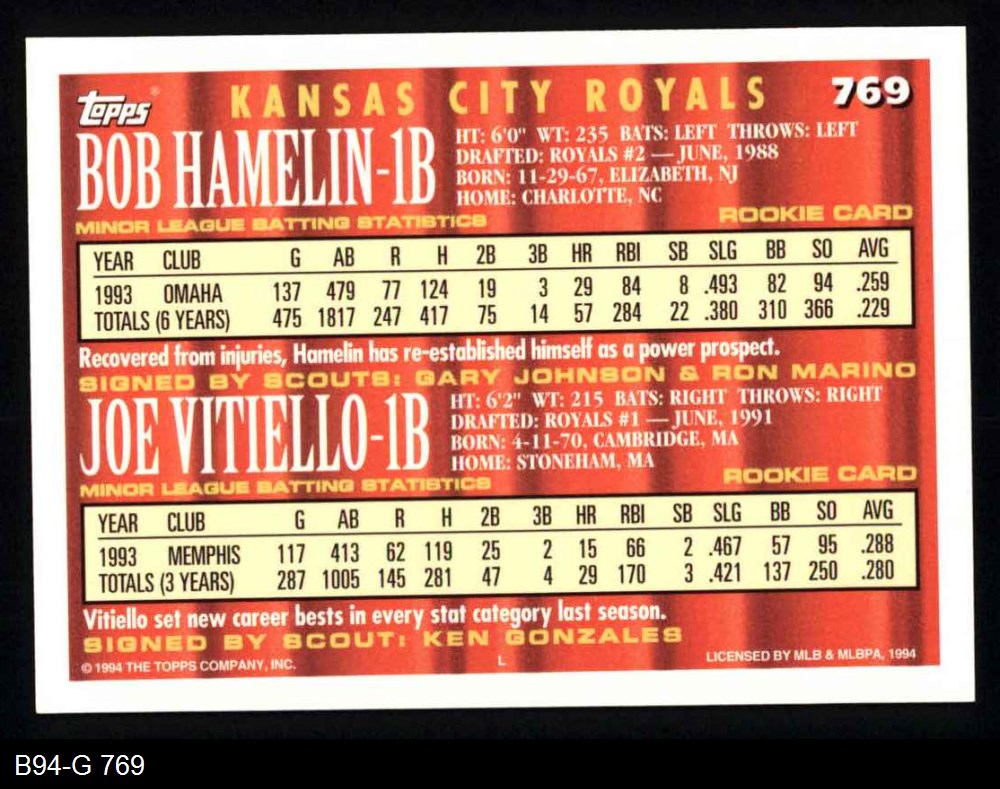 topps® KANSAS CITY ROYALS 769
BOB HAMELIN-1B
HT: 6'0" WT: 235 BATS: LEFT THROWS: LEFT
DRAFTED: ROYALS #2 — JUNE, 1988
BORN: 11-29-67, ELIZABETH, NJ
HOME: CHARLOTTE, NC
MINOR LEAGUE BATTING STATISTICS ROOKIE CARD
YEAR CLUB G AB R H 2B 3B HR RBI SB SLG BB SO AVG
1993 OMAHA 137 479 77 124 19 3 29 84 8 .493 82 94 .259
TOTALS (6 YEARS) 475 1817 247 417 75 14 57 284 22 .380 310 366 .229
Recovered from injuries, Hamelin has re-established himself as a power prospect.
SIGNED BY SCOUTS: GARY JOHNSON & RON MARINO
JOE VITIELLO-1B
HT: 6'2" WT: 215 BATS: RIGHT THROWS: RIGHT
DRAFTED: ROYALS #1 — JUNE, 1991
BORN: 4-11-70, CAMBRIDGE, MA
HOME: STONEHAM, MA
MINOR LEAGUE BATTING STATISTICS ROOKIE CARD
YEAR CLUB G AB R H 2B 3B HR RBI SB SLG BB SO AVG
1993 MEMPHIS 117 413 62 119 25 2 15 66 2 .467 57 95 .288
TOTALS (3 YEARS) 287 1005 145 281 47 4 29 170 3 .421 137 250 .280
Vitiello set new career bests in every stat category last season.
SIGNED BY SCOUT: KEN GONZALES
© 1994 THE TOPPS COMPANY, INC. L LICENSED BY MLB & MLBPA, 1994
B94-G 769